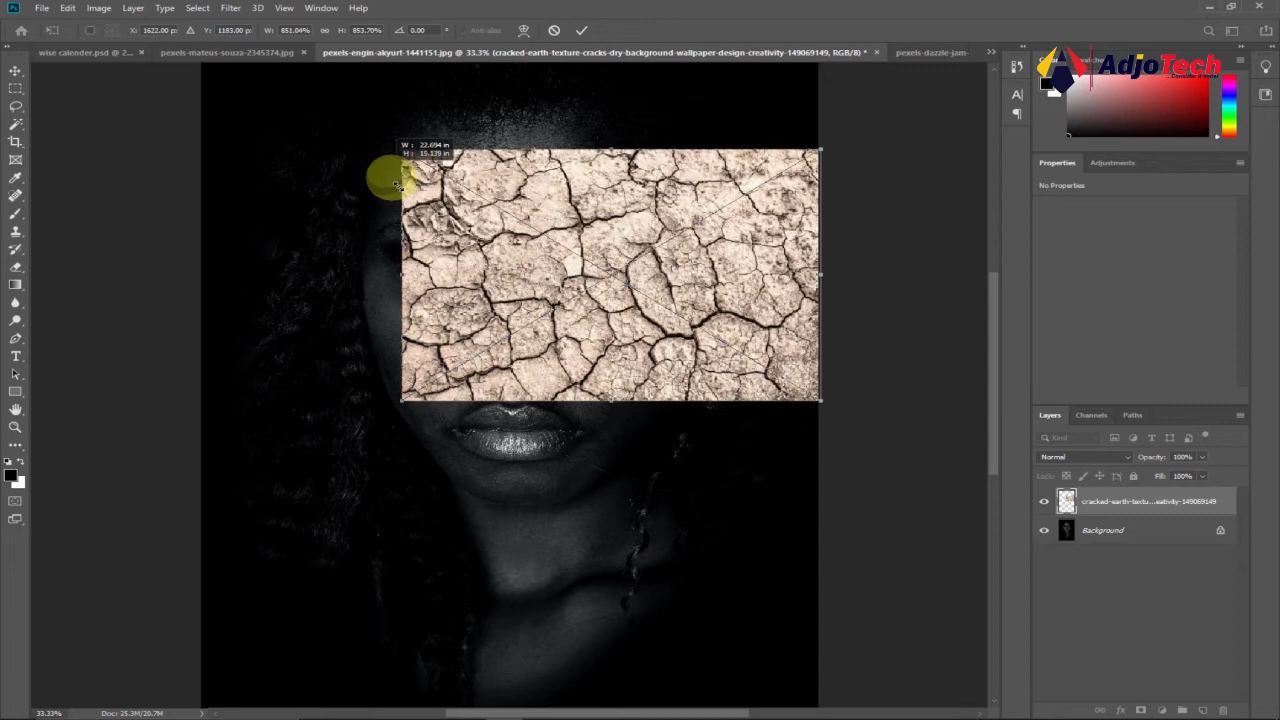 Ps File Edit Image Layer Type Select Filter 3D View Window Help
X: 1622.00 px Y: 1183.00 px W: 851.04% H: 853.70% 0.00 ° Anti-alias
wise calender.psd @ 2... × pexels-mateus-souza-2345374.jpg × pexels-engin-akyurt-1441151.jpg @ 33.3% (cracked-earth-texture-cracks-dry-background-wallpaper-design-creativity-149069149, RGB/8) * × pexels-dazzle-jam-
AdjoTech
W : 22.694 in
H : 15.139 in
Properties Adjustments
No Properties
Layers Channels Paths
Kind
Normal Opacity: 100%
Lock: Fill: 100%
cracked-earth-textu...eativity-149069149
Background
33.33% Doc: 25.3M/20.7M